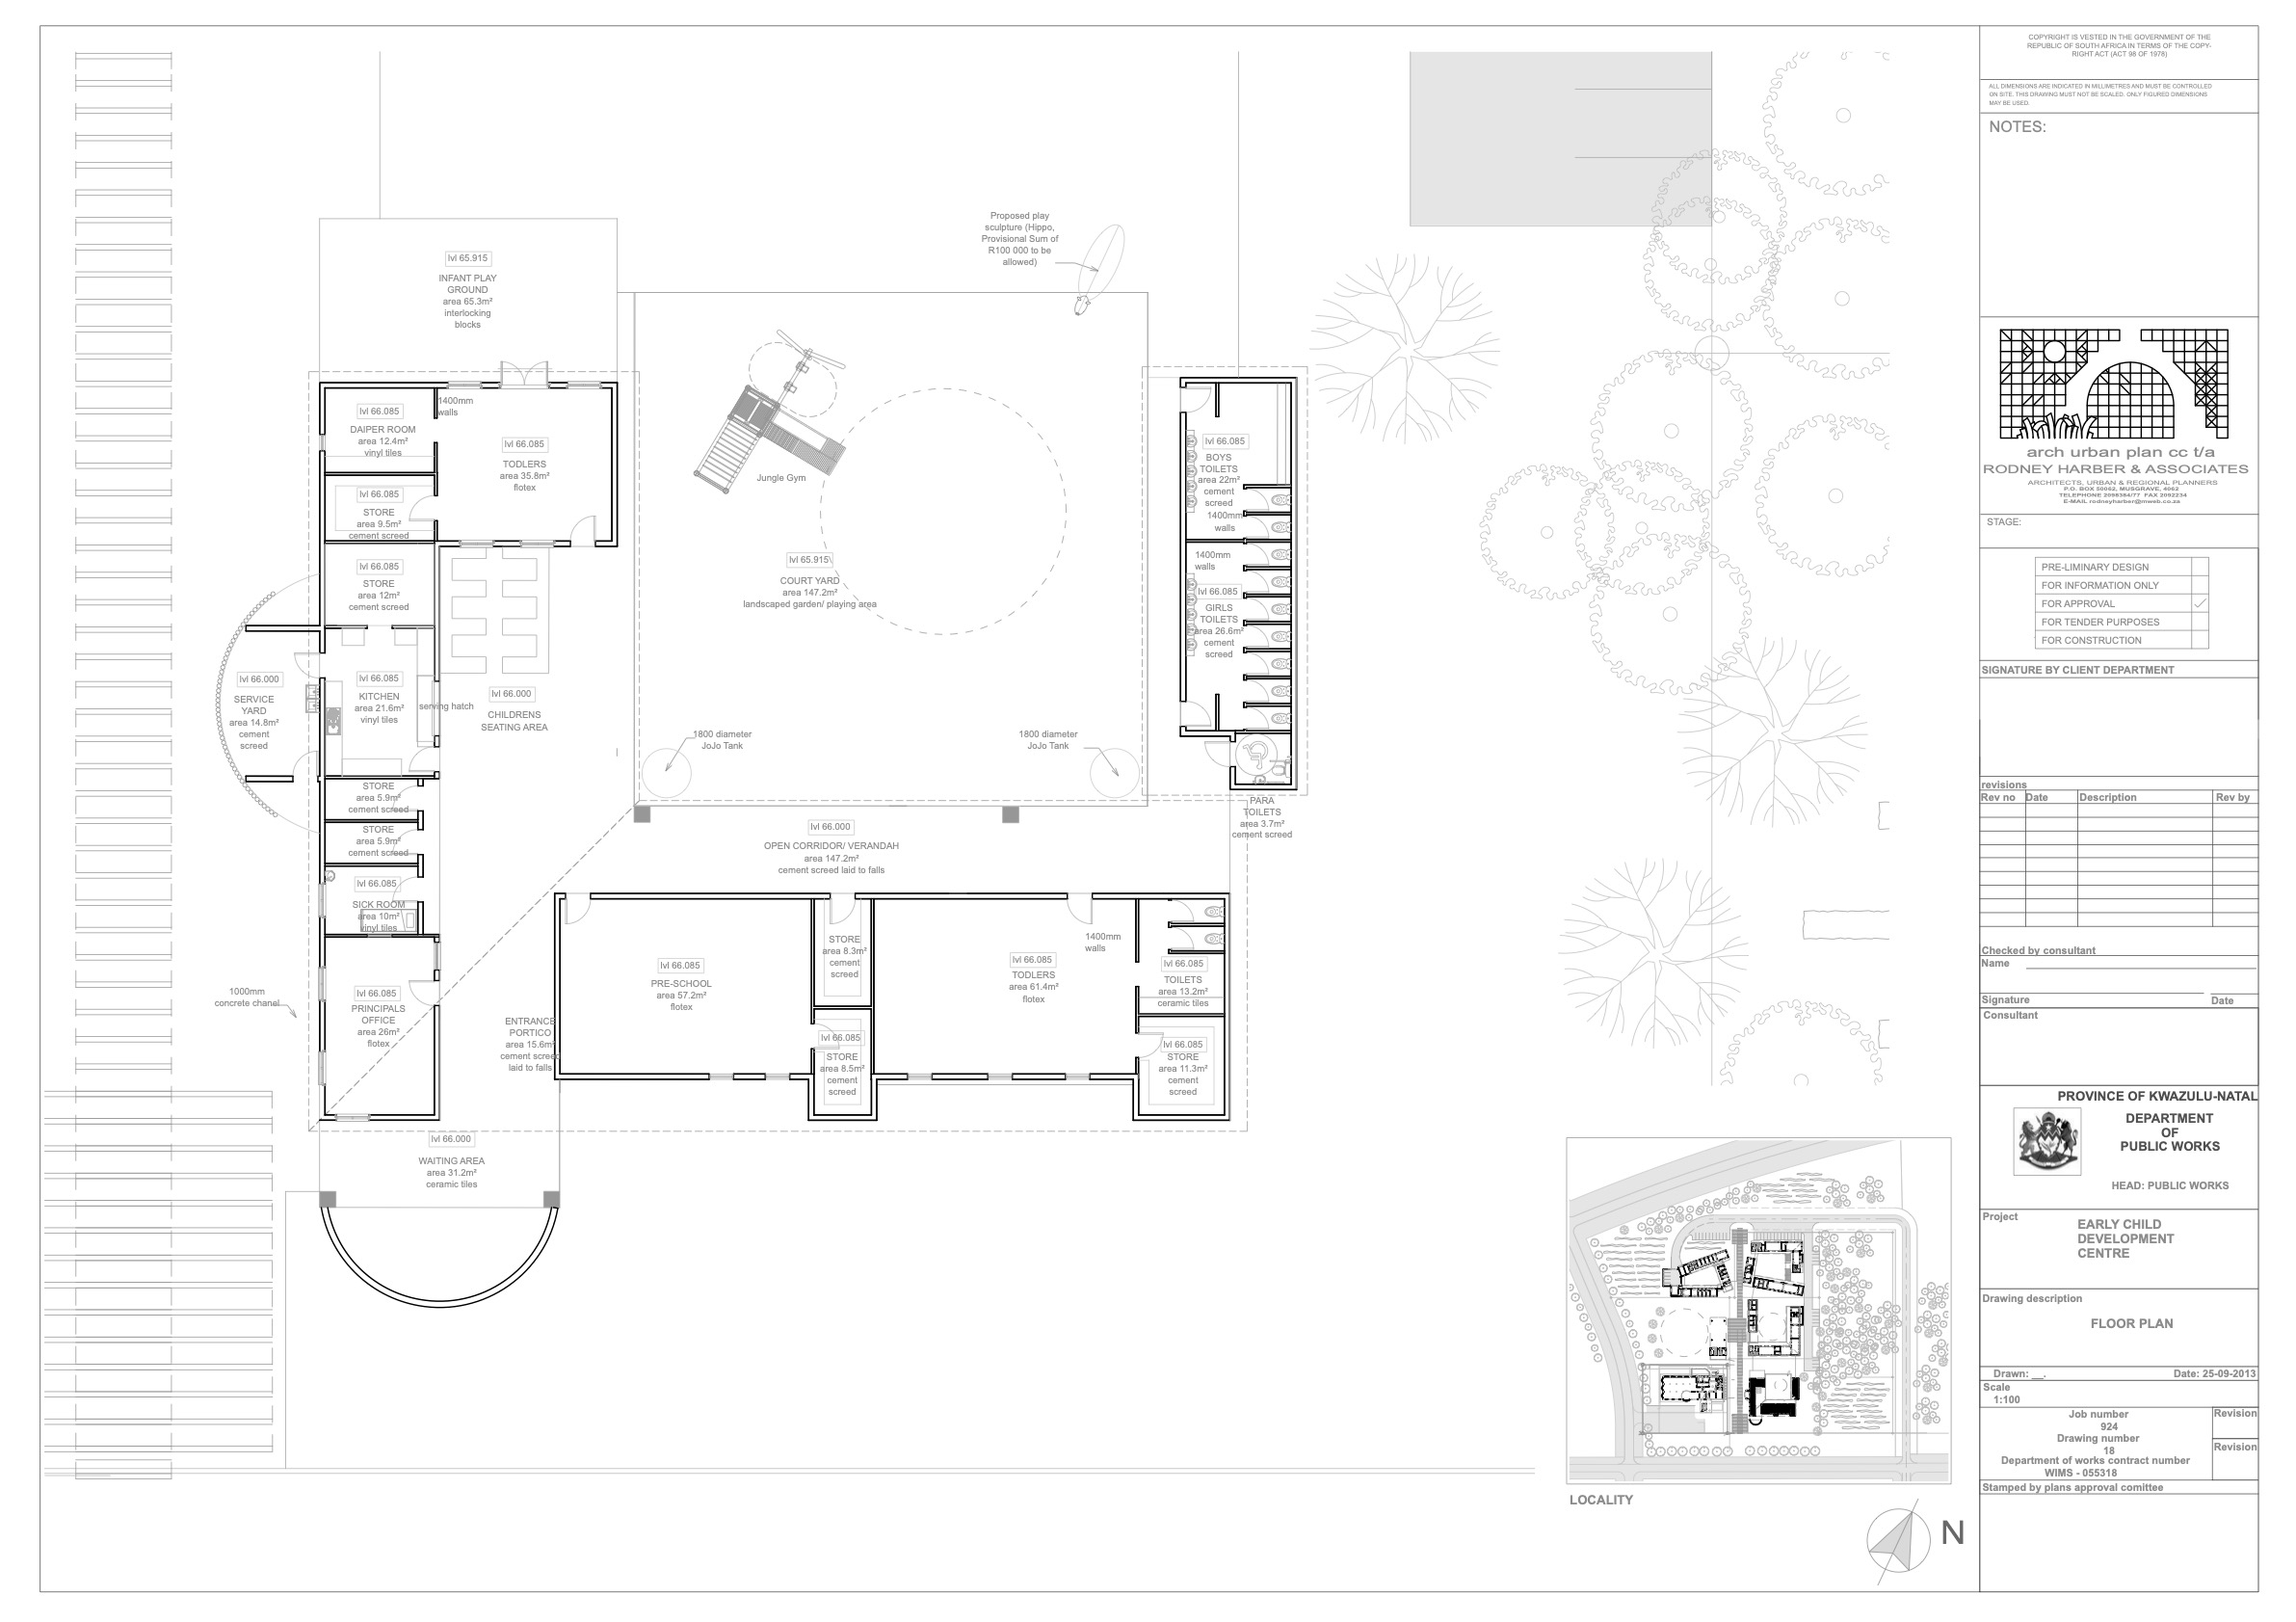 lvl 65.915
INFANT PLAY
GROUND
area 65.3m²
interlocking
blocks
Proposed play
sculpture (Hippo,
Provisional Sum of
R100 000 to be
allowed)
1400mm
walls
lvl 66.085
DAIPER ROOM
area 12.4m²
vinyl tiles
lvl 66.085
TODLERS
area 35.8m²
flotex
lvl 66.085
STORE
area 9.5m²
cement screed
lvl 66.085
STORE
area 12m²
cement screed
Jungle Gym
lvl 65.915
COURT YARD
area 147.2m²
landscaped garden/ playing area
lvl 66.085
BOYS
TOILETS
area 22m²
cement
screed
1400mm
walls
1400mm
walls
lvl 66.085
GIRLS
TOILETS
area 26.6m²
cement
screed
lvl 66.000
SERVICE
YARD
area 14.8m²
cement
screed
lvl 66.085
KITCHEN
area 21.6m²
vinyl tiles
serving hatch
lvl 66.000
CHILDRENS
SEATING AREA
1800 diameter
JoJo Tank
1800 diameter
JoJo Tank
STORE
area 5.9m²
cement screed
STORE
area 5.9m²
cement screed
PARA
TOILETS
area 3.7m²
cement screed
lvl 66.000
OPEN CORRIDOR/ VERANDAH
area 147.2m²
cement screed laid to falls
lvl 66.085
SICK ROOM
area 10m²
vinyl tiles
1000mm
concrete chanel
lvl 66.085
PRINCIPALS
OFFICE
area 26m²
flotex
ENTRANCE
PORTICO
area 15.6m²
cement screed
laid to falls
lvl 66.085
PRE-SCHOOL
area 57.2m²
flotex
STORE
area 8.3m²
cement
screed
lvl 66.085
STORE
area 8.5m²
cement
screed
1400mm
walls
lvl 66.085
TODLERS
area 61.4m²
flotex
lvl 66.085
TOILETS
area 13.2m²
ceramic tiles
lvl 66.085
STORE
area 11.3m²
cement
screed
lvl 66.000
WAITING AREA
area 31.2m²
ceramic tiles
LOCALITY
N
COPYRIGHT IS VESTED IN THE GOVERNMENT OF THE
REPUBLIC OF SOUTH AFRICA IN TERMS OF THE COPY-
RIGHT ACT (ACT 98 OF 1978)
ALL DIMENSIONS ARE INDICATED IN MILLIMETRES AND MUST BE CONTROLLED
ON SITE. THIS DRAWING MUST NOT BE SCALED. ONLY FIGURED DIMENSIONS
MAY BE USED.
NOTES:
arch urban plan cc t/a
RODNEY HARBER & ASSOCIATES
ARCHITECTS, URBAN & REGIONAL PLANNERS
P.O. BOX 50062, MUSGRAVE, 4062
TELEPHONE 2098384/77 FAX 2092234
E-MAIL rodneyharber@mweb.co.za
STAGE:
PRE-LIMINARY DESIGN
FOR INFORMATION ONLY
FOR APPROVAL
FOR TENDER PURPOSES
FOR CONSTRUCTION
SIGNATURE BY CLIENT DEPARTMENT
revisions
Rev no Date Description Rev by
Checked by consultant
Name
Signature Date
Consultant
PROVINCE OF KWAZULU-NATAL
DEPARTMENT
OF
PUBLIC WORKS
HEAD: PUBLIC WORKS
Project
EARLY CHILD
DEVELOPMENT
CENTRE
Drawing description
FLOOR PLAN
Drawn: __. Date: 25-09-2013
Scale
1:100
Job number Revision
924
Drawing number
18 Revision
Department of works contract number
WIMS - 055318
Stamped by plans approval comittee